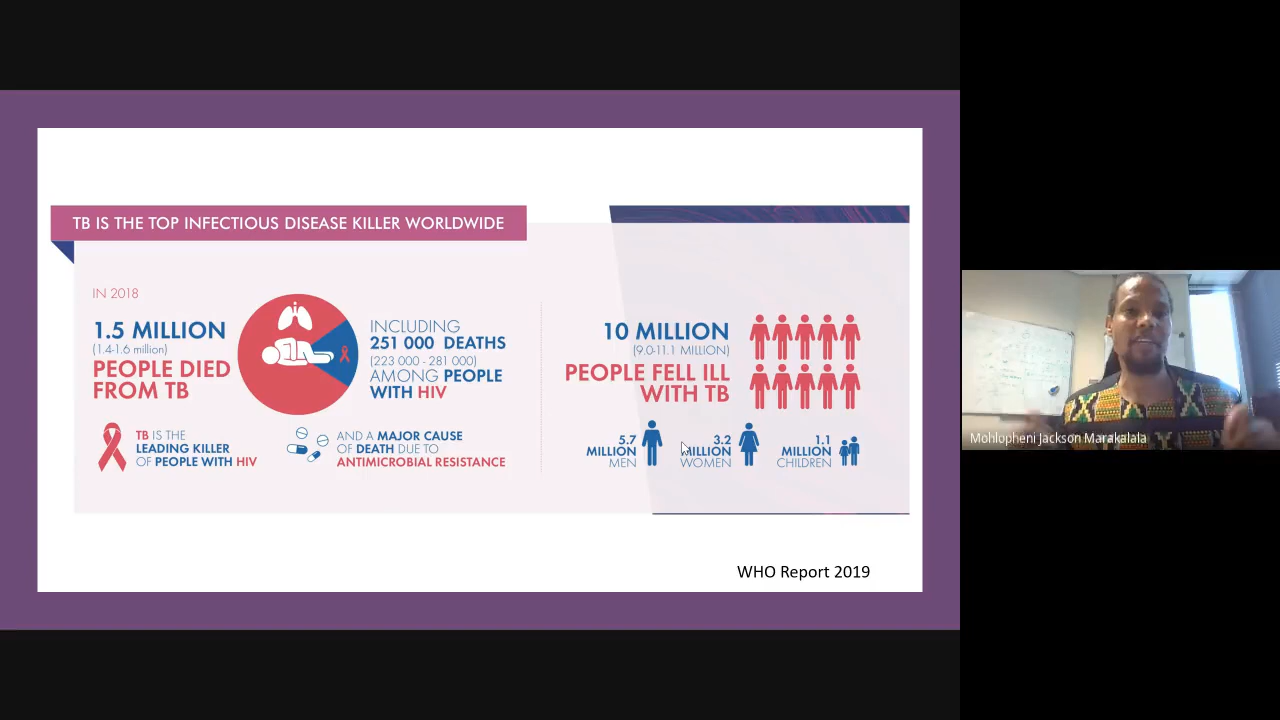 TB IS THE TOP INFECTIOUS DISEASE KILLER WORLDWIDE
IN 2018
1.5 MILLION
(1.4-1.6 million)
PEOPLE DIED
FROM TB
INCLUDING
251 000 DEATHS
(223 000 - 281 000)
AMONG PEOPLE
WITH HIV
TB IS THE
LEADING KILLER
OF PEOPLE WITH HIV
AND A MAJOR CAUSE
OF DEATH DUE TO
ANTIMICROBIAL RESISTANCE
10 MILLION
(9.0-11.1 MILLION)
PEOPLE FELL ILL
WITH TB
5.7
MILLION
MEN
3.2
MILLION
WOMEN
1.1
MILLION
CHILDREN
WHO Report 2019
Mohlopheni Jackson Marakalala